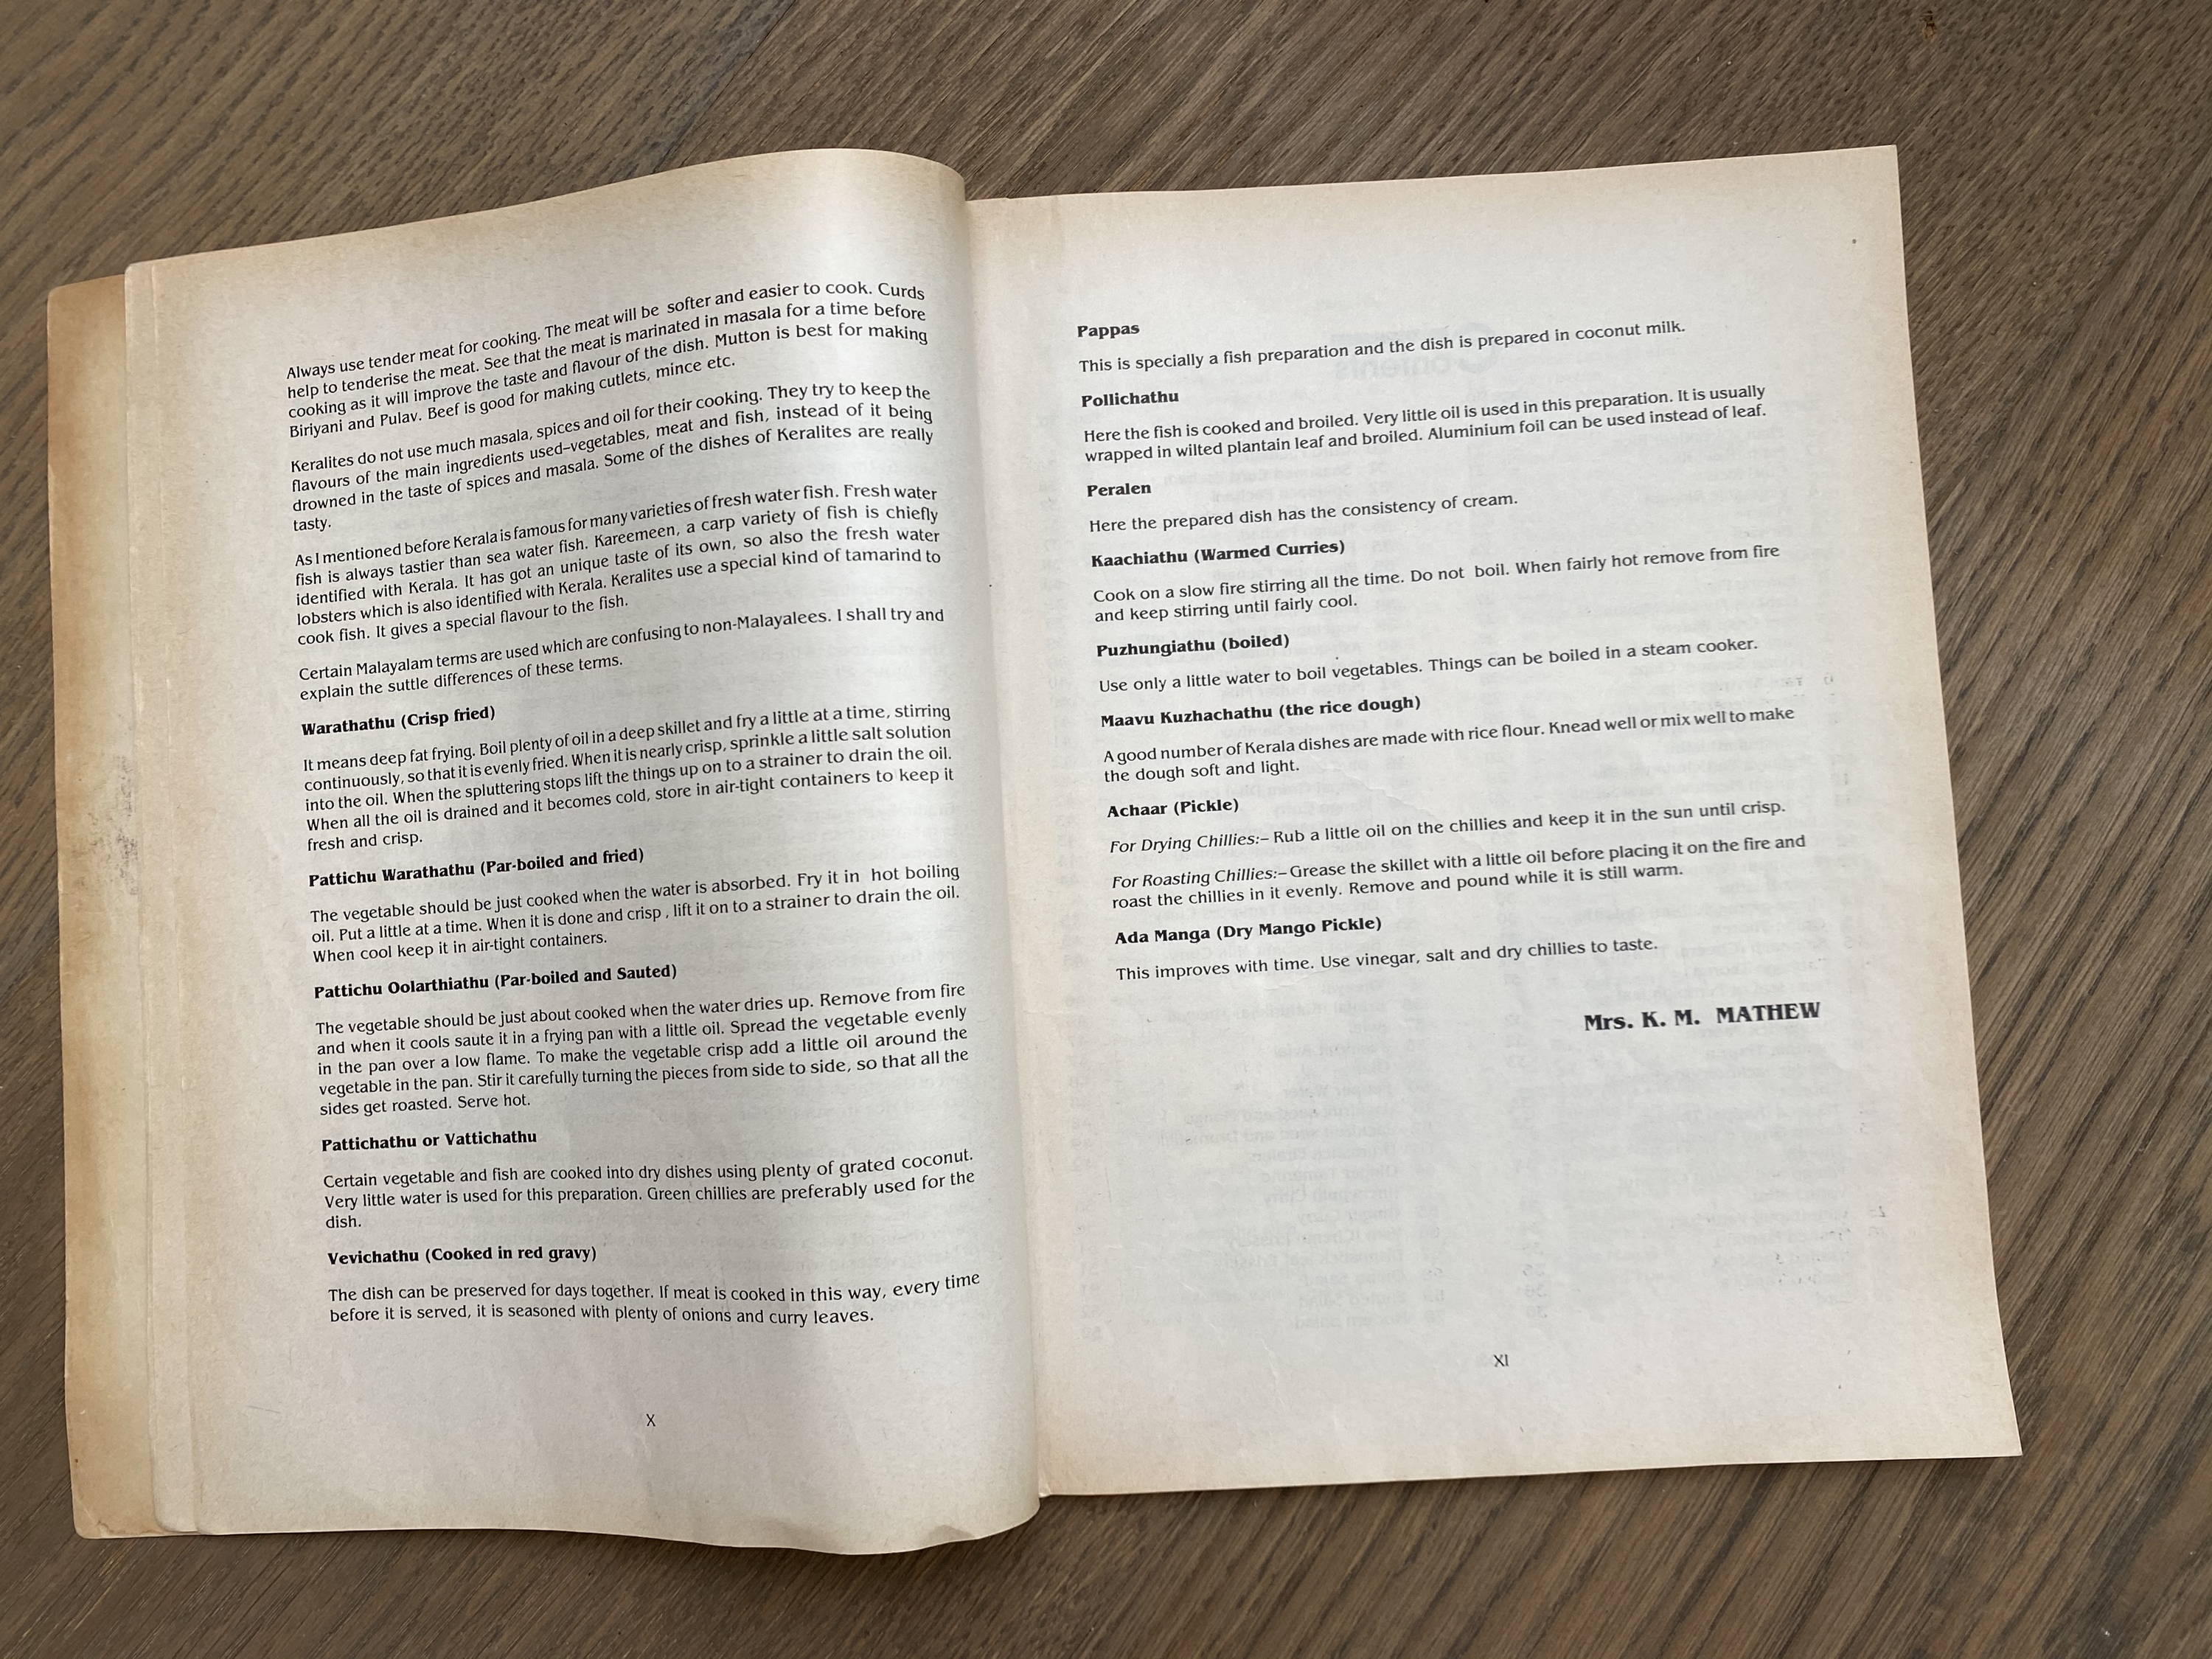 Always use tender meat for cooking. The meat will be softer and easier to cook. Curds
help to tenderise the meat. See that the meat is marinated in masala for a time before
cooking as it will improve the taste and flavour of the dish. Mutton is best for making
Biriyani and Pulav. Beef is good for making cutlets, mince etc.
Keralites do not use much masala, spices and oil for their cooking. They try to keep the
flavours of the main ingredients used–vegetables, meat and fish, instead of it being
drowned in the taste of spices and masala. Some of the dishes of Keralites are really
tasty.
As I mentioned before Kerala is famous for many varieties of fresh water fish. Fresh water
fish is always tastier than sea water fish. Kareemeen, a carp variety of fish is chiefly
identified with Kerala. It has got an unique taste of its own, so also the fresh water
lobsters which is also identified with Kerala. Keralites use a special kind of tamarind to
cook fish. It gives a special flavour to the fish.
Certain Malayalam terms are used which are confusing to non-Malayalees. I shall try and
explain the suttle differences of these terms.
Warathathu (Crisp fried)
It means deep fat frying. Boil plenty of oil in a deep skillet and fry a little at a time, stirring
continuously, so that it is evenly fried. When it is nearly crisp, sprinkle a little salt solution
into the oil. When the spluttering stops lift the things up on to a strainer to drain the oil.
When all the oil is drained and it becomes cold, store in air-tight containers to keep it
fresh and crisp.
Pattichu Warathathu (Par-boiled and fried)
The vegetable should be just cooked when the water is absorbed. Fry it in hot boiling
oil. Put a little at a time. When it is done and crisp , lift it on to a strainer to drain the oil.
When cool keep it in air-tight containers.
Pattichu Oolarthiathu (Par-boiled and Sauted)
The vegetable should be just about cooked when the water dries up. Remove from fire
and when it cools saute it in a frying pan with a little oil. Spread the vegetable evenly
in the pan over a low flame. To make the vegetable crisp add a little oil around the
vegetable in the pan. Stir it carefully turning the pieces from side to side, so that all the
sides get roasted. Serve hot.
Pattichathu or Vattichathu
Certain vegetable and fish are cooked into dry dishes using plenty of grated coconut.
Very little water is used for this preparation. Green chillies are preferably used for the
dish.
Vevichathu (Cooked in red gravy)
The dish can be preserved for days together. If meat is cooked in this way, every time
before it is served, it is seasoned with plenty of onions and curry leaves.
X
Pappas
This is specially a fish preparation and the dish is prepared in coconut milk.
Pollichathu
Here the fish is cooked and broiled. Very little oil is used in this preparation. It is usually
wrapped in wilted plantain leaf and broiled. Aluminium foil can be used instead of leaf.
Peralen
Here the prepared dish has the consistency of cream.
Kaachiathu (Warmed Curries)
Cook on a slow fire stirring all the time. Do not boil. When fairly hot remove from fire
and keep stirring until fairly cool.
Puzhungiathu (boiled)
Use only a little water to boil vegetables. Things can be boiled in a steam cooker.
Maavu Kuzhachathu (the rice dough)
A good number of Kerala dishes are made with rice flour. Knead well or mix well to make
the dough soft and light.
Achaar (Pickle)
For Drying Chillies:– Rub a little oil on the chillies and keep it in the sun until crisp.
For Roasting Chillies:– Grease the skillet with a little oil before placing it on the fire and
roast the chillies in it evenly. Remove and pound while it is still warm.
Ada Manga (Dry Mango Pickle)
This improves with time. Use vinegar, salt and dry chillies to taste.
Mrs. K. M. MATHEW
XI